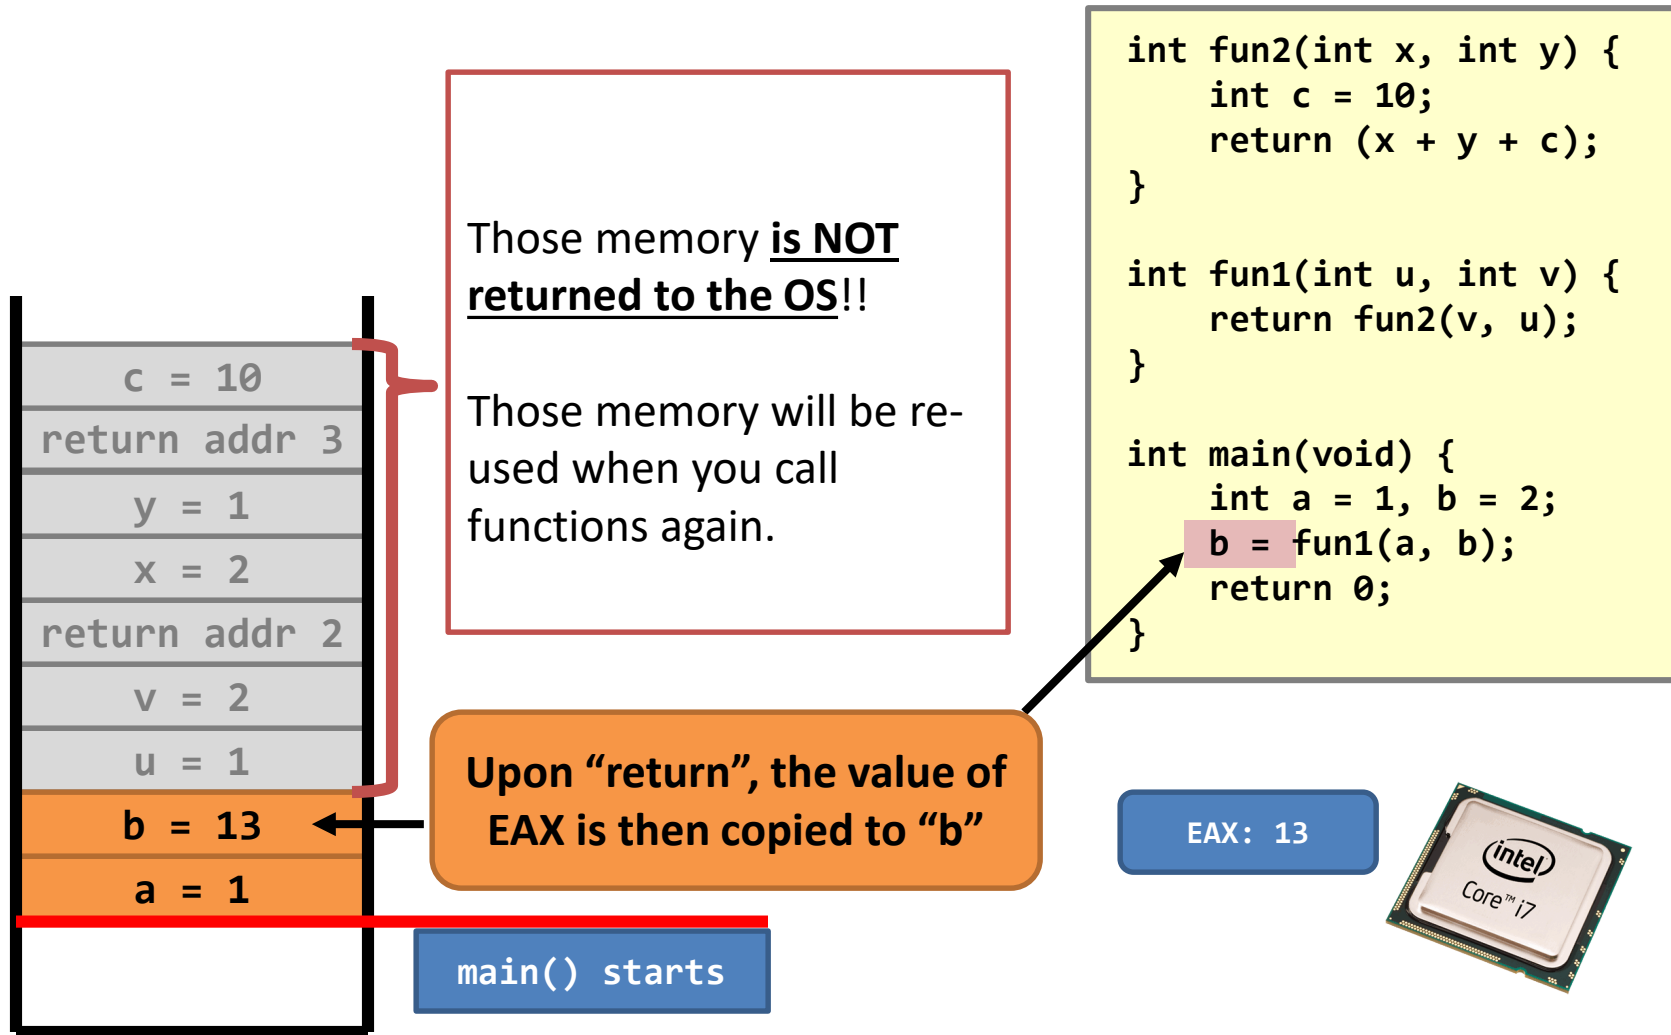 c = 10
return addr 3
y = 1
x = 2
return addr 2
v = 2
u = 1
b = 13
a = 1
Those memory is NOT
returned to the OS!!
Those memory will be re-
used when you call
functions again.
Upon “return”, the value of
EAX is then copied to “b”
main() starts
int fun2(int x, int y) {
    int c = 10;
    return (x + y + c);
}
int fun1(int u, int v) {
    return fun2(v, u);
}
int main(void) {
    int a = 1, b = 2;
    b = fun1(a, b);
    return 0;
}
EAX: 13
intel
Core™ i7